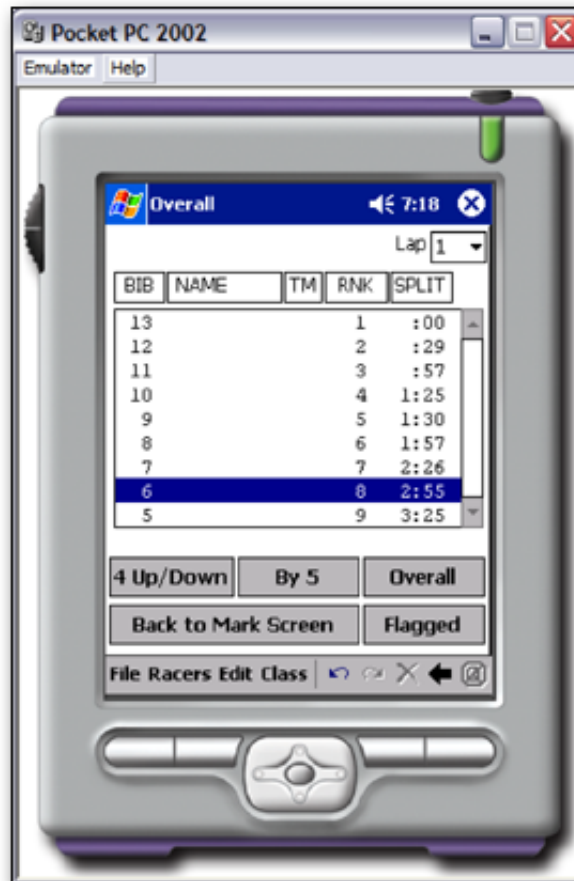 Pocket PC 2002
Emulator Help
Overall 7:18
Lap 1
BIB NAME TM RNK SPLIT
13 1 :00
12 2 :29
11 3 :57
10 4 1:25
9 5 1:30
8 6 1:57
7 7 2:26
6 8 2:55
5 9 3:25
4 Up/Down By 5 Overall
Back to Mark Screen Flagged
File Racers Edit Class